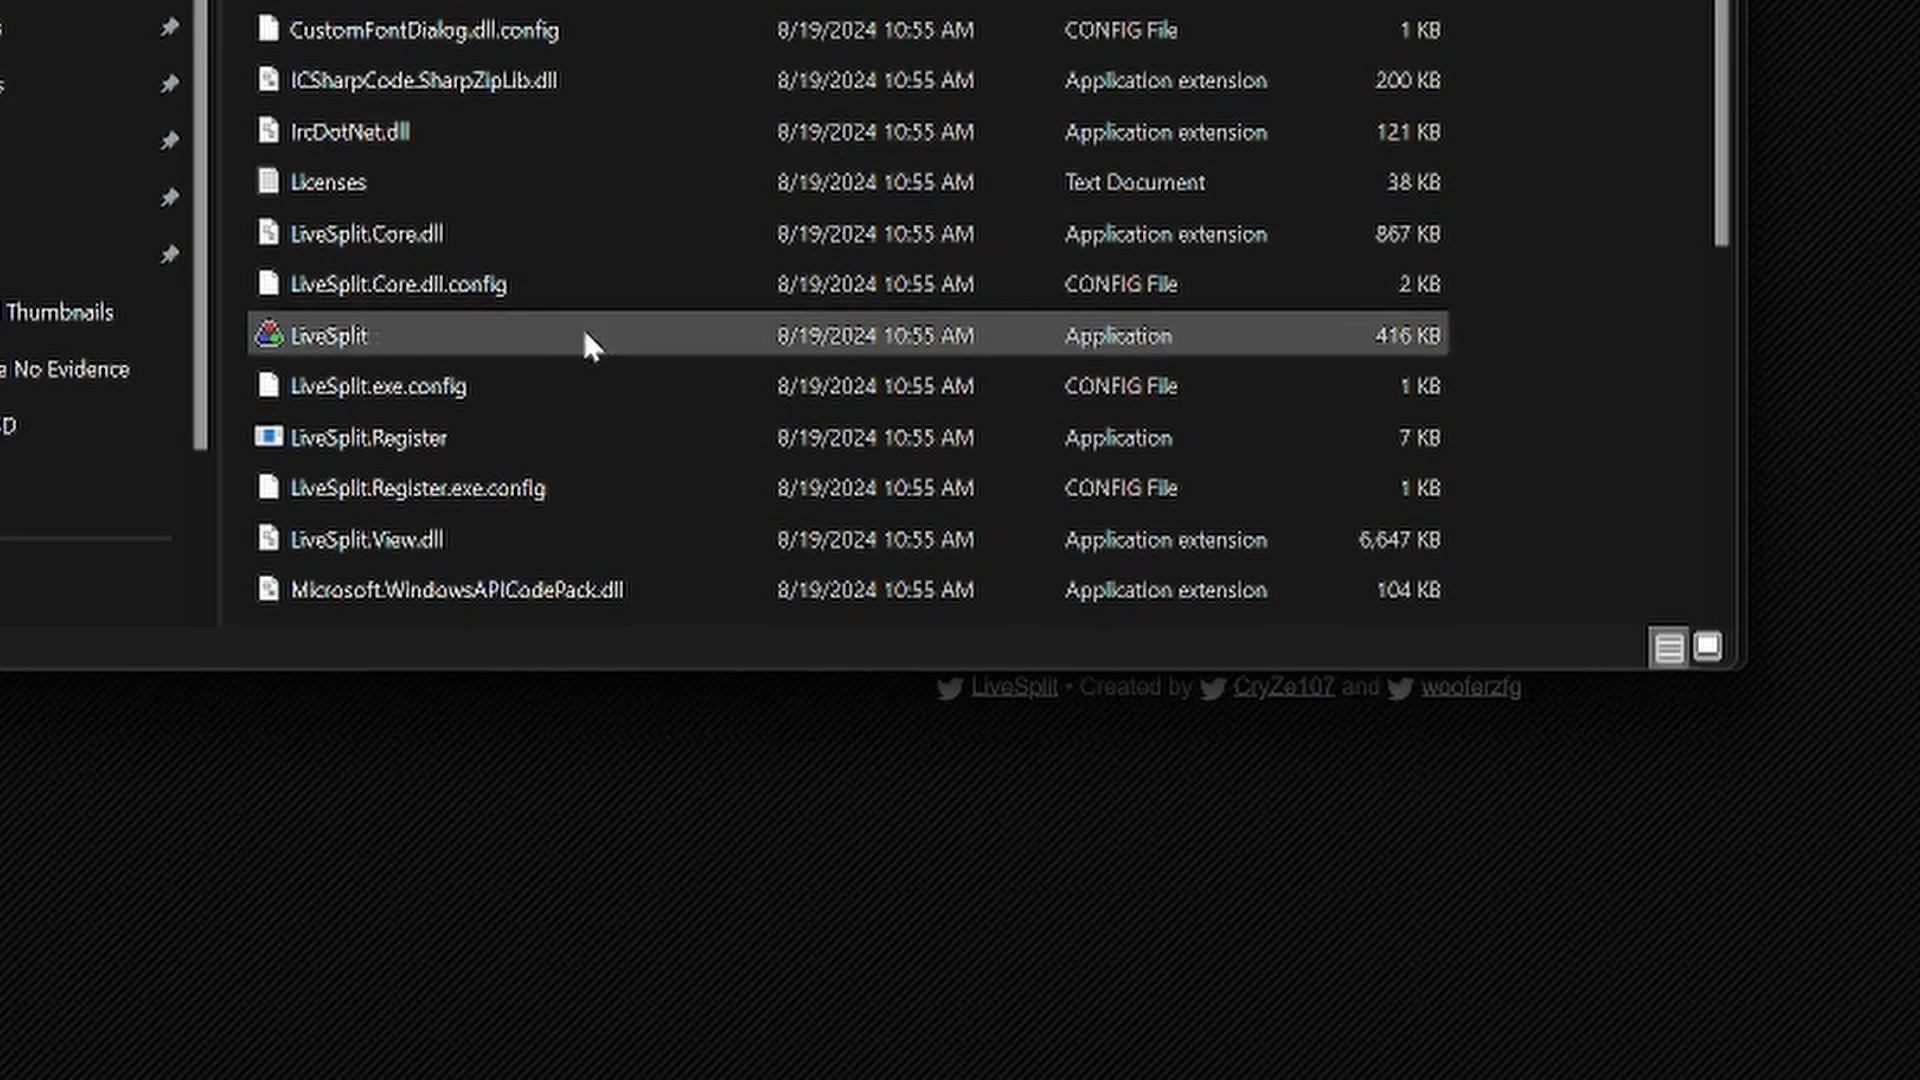 CustomFontDialog.dll.config 8/19/2024 10:55 AM CONFIG File 1 KB
ICSharpCode.SharpZipLib.dll 8/19/2024 10:55 AM Application extension 200 KB
IrcDotNet.dll 8/19/2024 10:55 AM Application extension 121 KB
Licenses 8/19/2024 10:55 AM Text Document 38 KB
LiveSplit.Core.dll 8/19/2024 10:55 AM Application extension 867 KB
LiveSplit.Core.dll.config 8/19/2024 10:55 AM CONFIG File 2 KB
Thumbnails
LiveSplit 8/19/2024 10:55 AM Application 416 KB
No Evidence
LiveSplit.exe.config 8/19/2024 10:55 AM CONFIG File 1 KB
LiveSplit.Register 8/19/2024 10:55 AM Application 7 KB
LiveSplit.Register.exe.config 8/19/2024 10:55 AM CONFIG File 1 KB
LiveSplit.View.dll 8/19/2024 10:55 AM Application extension 6,647 KB
Microsoft.WindowsAPICodePack.dll 8/19/2024 10:55 AM Application extension 104 KB
LiveSplit • Created by CryZe107 and wooferzfg